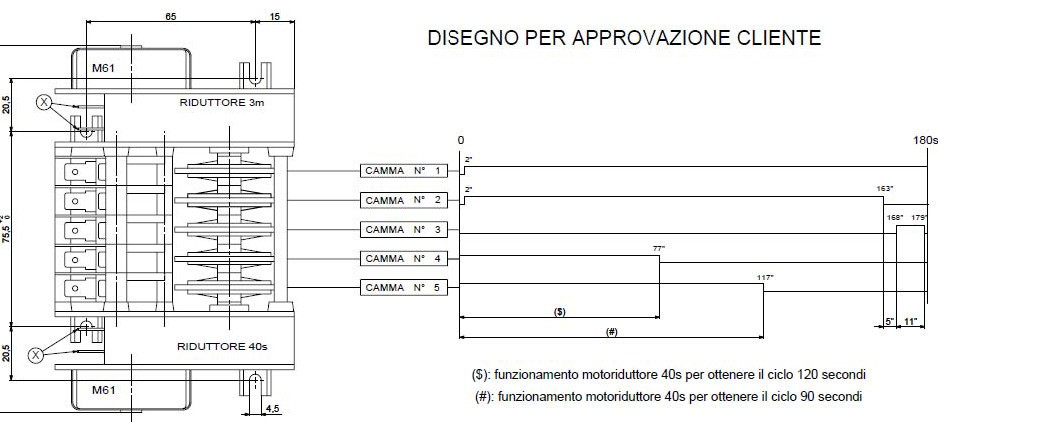 65
15
DISEGNO PER APPROVAZIONE CLIENTE
M61
20,5
X
RIDUTTORE 3m
0
180s
CAMMA N° 1
2"
CAMMA N° 2
2"
163"
CAMMA N° 3
168"
179"
75,5
CAMMA N° 4
77"
CAMMA N° 5
117"
($)
5"
11"
(#)
20,5
X
RIDUTTORE 40s
M61
4,5
($): funzionamento motoriduttore 40s per ottenere il ciclo 120 secondi
(#): funzionamento motoriduttore 40s per ottenere il ciclo 90 secondi